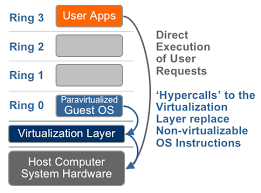 Ring 3
User Apps
Direct
Execution
of User
Requests
Ring 2
Ring 1
Ring 0
Paravirtualized
Guest OS
'Hypercalls' to the
Virtualization
Layer replace
Non-virtualizable
OS Instructions
Virtualization Layer
Host Computer
System Hardware